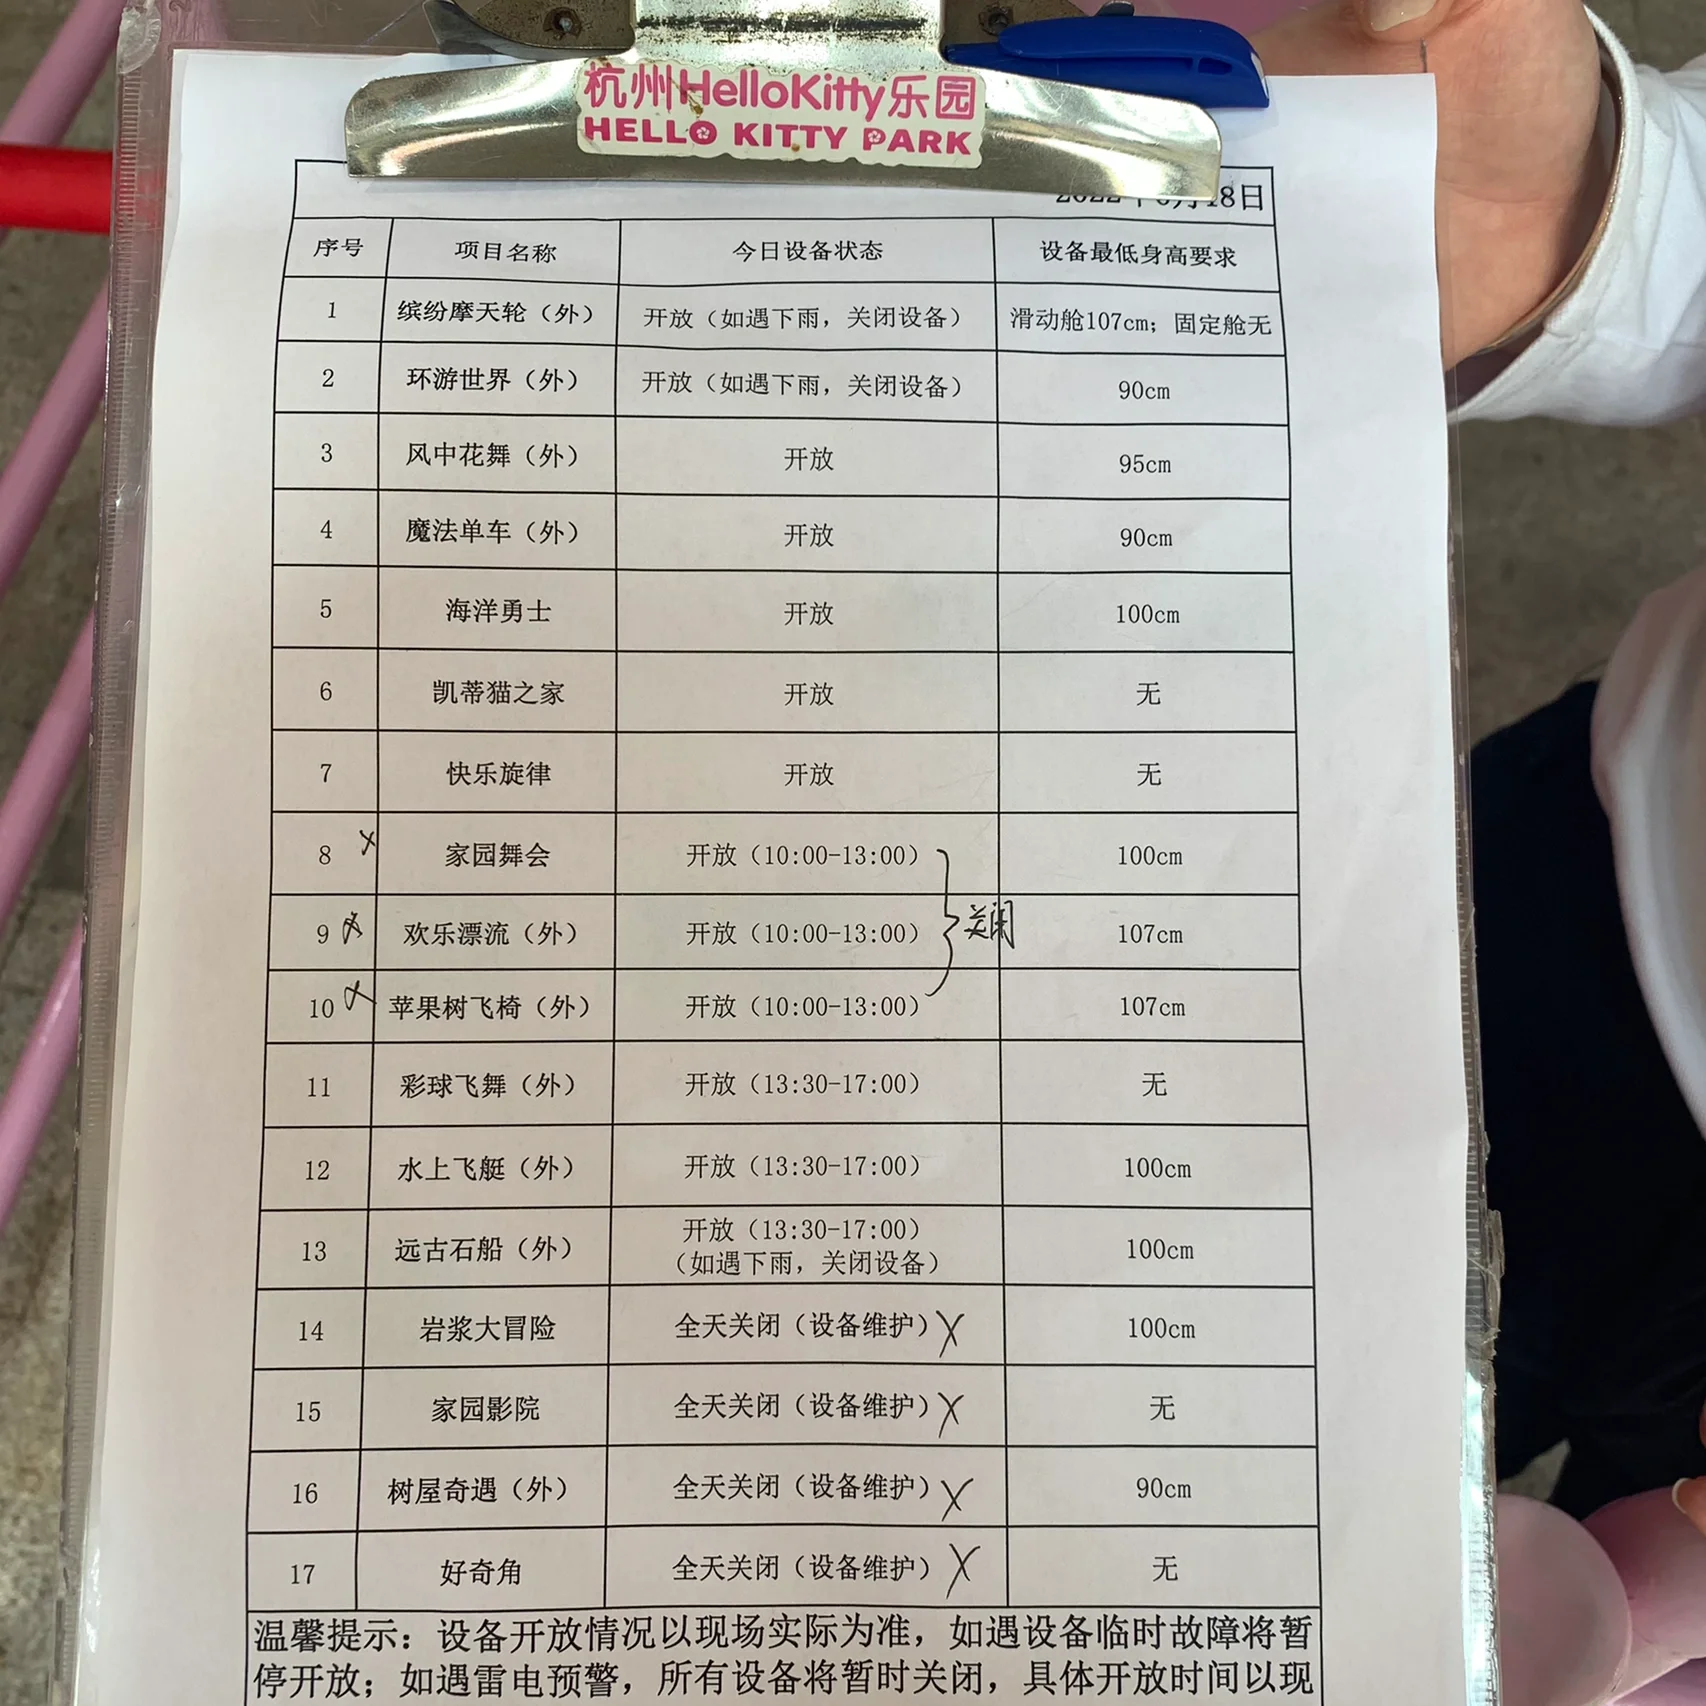 杭州HelloKitty乐园
HELLO KITTY PARK
18日
序号 项目名称 今日设备状态 设备最低身高要求
1 缤纷摩天轮（外） 开放（如遇下雨，关闭设备） 滑动舱107cm；固定舱无
2 环游世界（外） 开放（如遇下雨，关闭设备） 90cm
3 风中花舞（外） 开放 95cm
4 魔法单车（外） 开放 90cm
5 海洋勇士 开放 100cm
6 凯蒂猫之家 开放 无
7 快乐旋律 开放 无
8 X 家园舞会 开放（10:00-13:00） 100cm
9 X 欢乐漂流（外） 开放（10:00-13:00） 关闭 107cm
10 X 苹果树飞椅（外） 开放（10:00-13:00） 107cm
11 彩球飞舞（外） 开放（13:30-17:00） 无
12 水上飞艇（外） 开放（13:30-17:00） 100cm
13 远古石船（外） 开放（13:30-17:00） 100cm
（如遇下雨，关闭设备）
14 岩浆大冒险 全天关闭（设备维护） X 100cm
15 家园影院 全天关闭（设备维护） X 无
16 树屋奇遇（外） 全天关闭（设备维护） X 90cm
17 好奇角 全天关闭（设备维护） X 无
温馨提示：设备开放情况以现场实际为准，如遇设备临时故障将暂
停开放；如遇雷电预警，所有设备将暂时关闭，具体开放时间以现